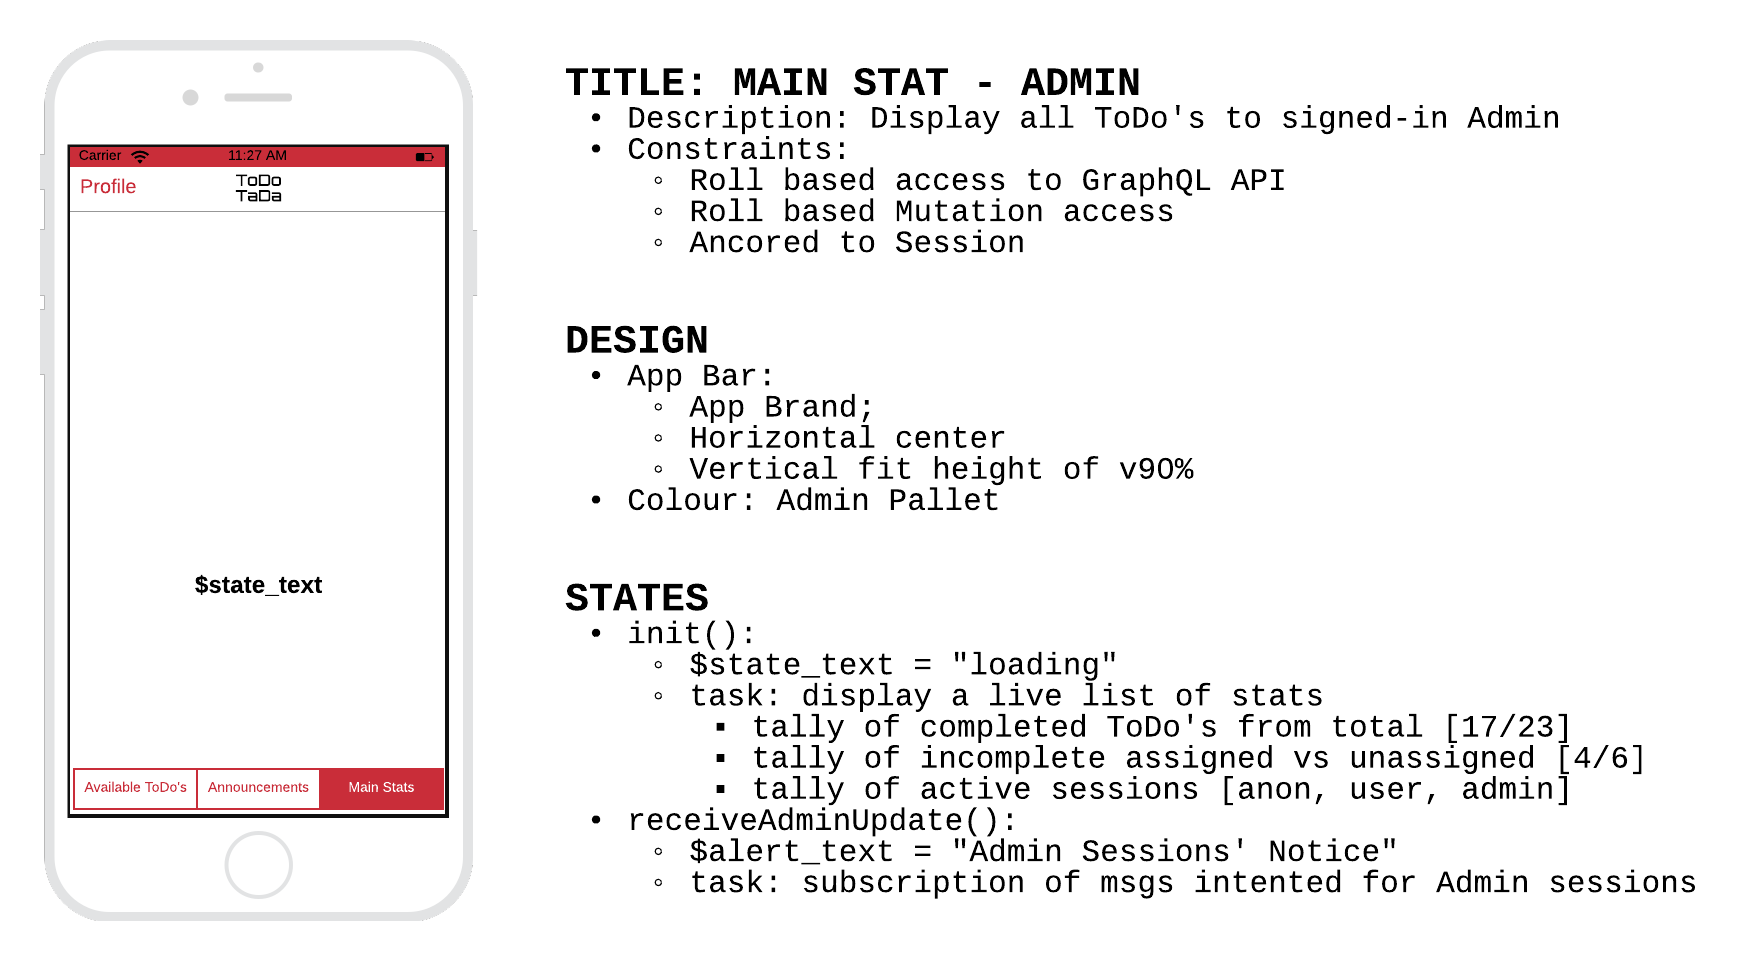 Carrier 11:27 AM
Profile
ToDo
TaDa
$state_text
Available ToDo's Announcements Main Stats
TITLE: MAIN STAT - ADMIN
• Description: Display all ToDo's to signed-in Admin
• Constraints:
◦ Roll based access to GraphQL API
◦ Roll based Mutation access
◦ Ancored to Session
DESIGN
• App Bar:
◦ App Brand;
◦ Horizontal center
◦ Vertical fit height of v90%
• Colour: Admin Pallet
STATES
• init():
◦ $state_text = "loading"
◦ task: display a live list of stats
▪ tally of completed ToDo's from total [17/23]
▪ tally of incomplete assigned vs unassigned [4/6]
▪ tally of active sessions [anon, user, admin]
• receiveAdminUpdate():
◦ $alert_text = "Admin Sessions' Notice"
◦ task: subscription of msgs intented for Admin sessions